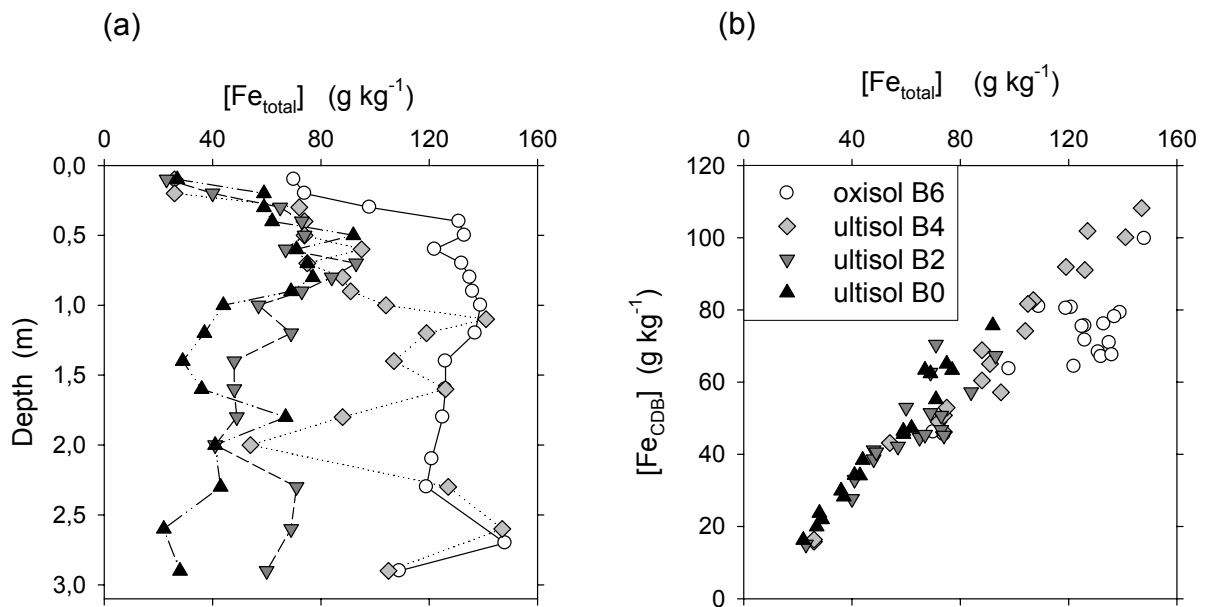 (a)
[Fe_total] (g kg^-1)
0 40 80 120 160
0,0
0,5
1,0
1,5
2,0
2,5
3,0
Depth (m)
(b)
[Fe_total] (g kg^-1)
0 40 80 120 160
120
100
80
60
40
20
0
[Fe_CDB] (g kg^-1)
oxisol B6
ultisol B4
ultisol B2
ultisol B0